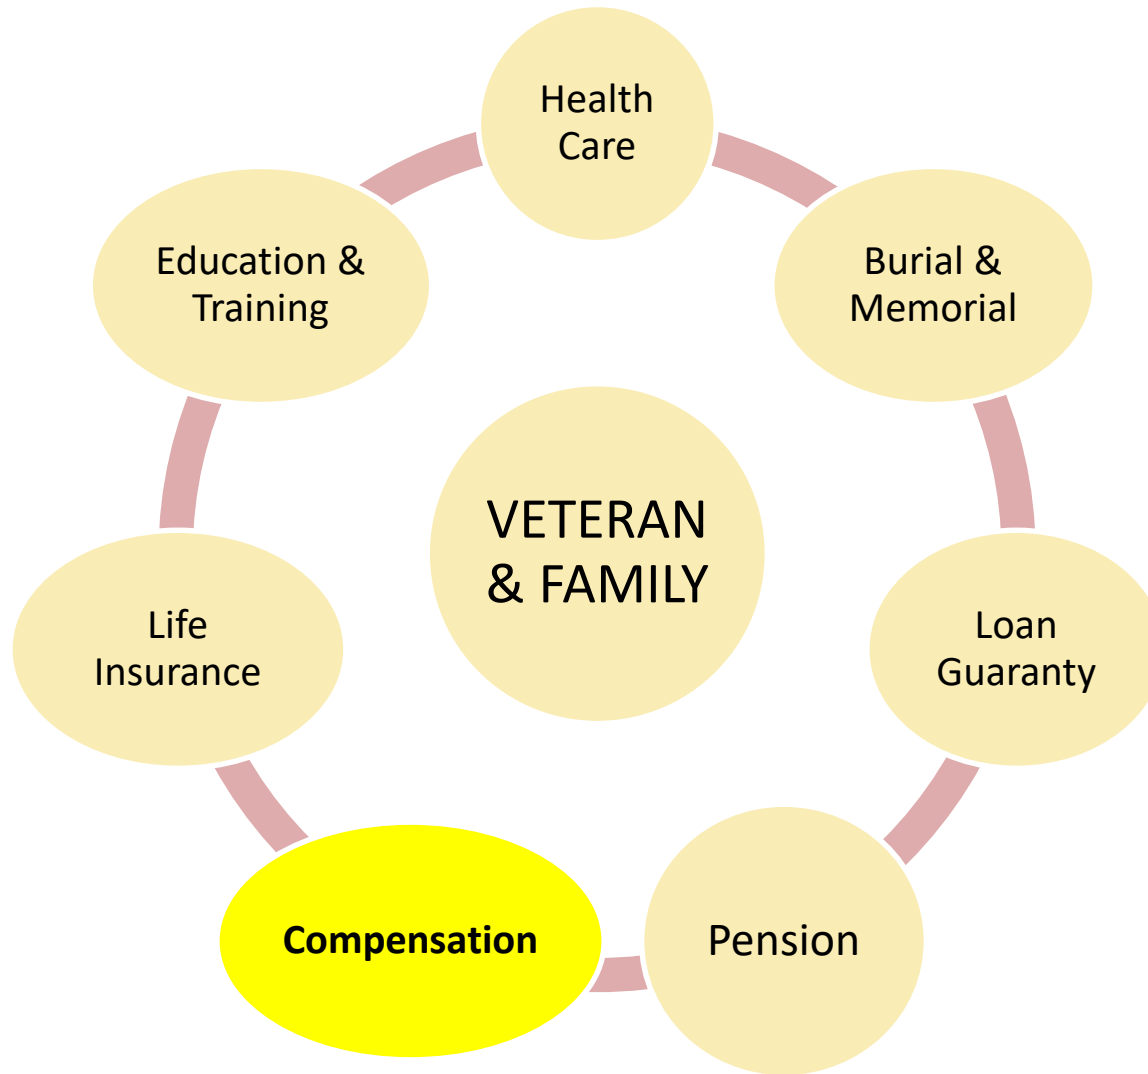 Health
Care
Burial &
Memorial
Loan
Guaranty
Pension
Compensation
Life
Insurance
Education &
Training
VETERAN
& FAMILY